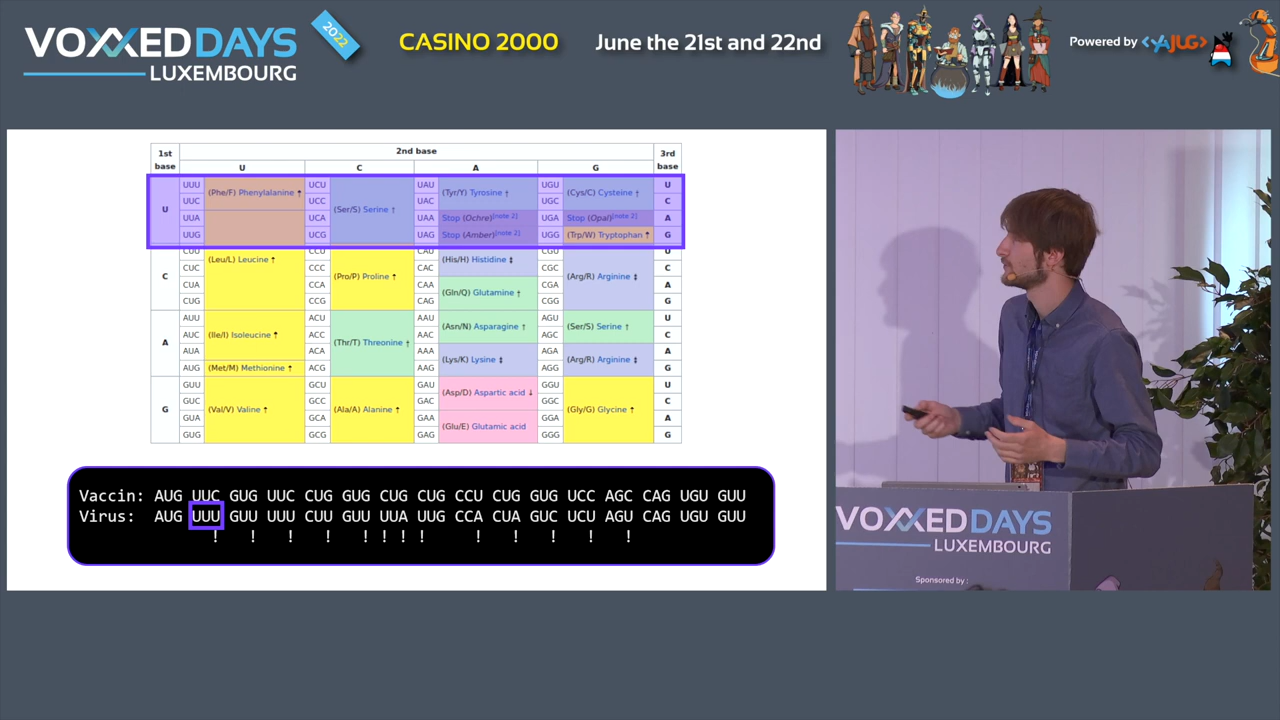 VOXXED DAYS
LUXEMBOURG
2022
CASINO 2000
June the 21st and 22nd
Powered by <YAJUG>
1st base 2nd base 3rd base
U C A G
U
UUU (Phe/F) Phenylalanine ↑ UCU (Ser/S) Serine † UAU (Tyr/Y) Tyrosine † UGU (Cys/C) Cysteine † U
UUC UCC UAC UGC C
UUA UCA UAA Stop (Ochre)[note 2] UGA Stop (Opal)[note 2] A
UUG UCG UAG Stop (Amber)[note 2] UGG (Trp/W) Tryptophan ↑ G
C
CUU (Leu/L) Leucine ↑ CCU (Pro/P) Proline ↑ CAU (His/H) Histidine ‡ CGU (Arg/R) Arginine ‡ U
CUC CCC CAC CGC C
CUA CCA CAA (Gln/Q) Glutamine † CGA A
CUG CCG CAG CGG G
A
AUU (Ile/I) Isoleucine ↑ ACU (Thr/T) Threonine † AAU (Asn/N) Asparagine † AGU (Ser/S) Serine † U
AUC ACC AAC AGC C
AUA ACA AAA (Lys/K) Lysine ‡ AGA (Arg/R) Arginine ‡ A
AUG (Met/M) Methionine ↑ ACG AAG AGG G
G
GUU (Val/V) Valine ↑ GCU (Ala/A) Alanine ↑ GAU (Asp/D) Aspartic acid ↓ GGU (Gly/G) Glycine ↑ U
GUC GCC GAC GGC C
GUA GCA GAA (Glu/E) Glutamic acid GGA A
GUG GCG GAG GGG G
Vaccin: AUG UUC GUG UUC CUG GUG CUG CUG CCU CUG GUG UCC AGC CAG UGU GUU
Virus: AUG UUU GUU UUU CUU GUU UUA UUG CCA CUA GUC UCU AGU CAG UGU GUU
! ! ! ! ! ! ! ! ! ! ! ! !
VOXXED DAYS
LUXEMBOURG
Sponsored by :